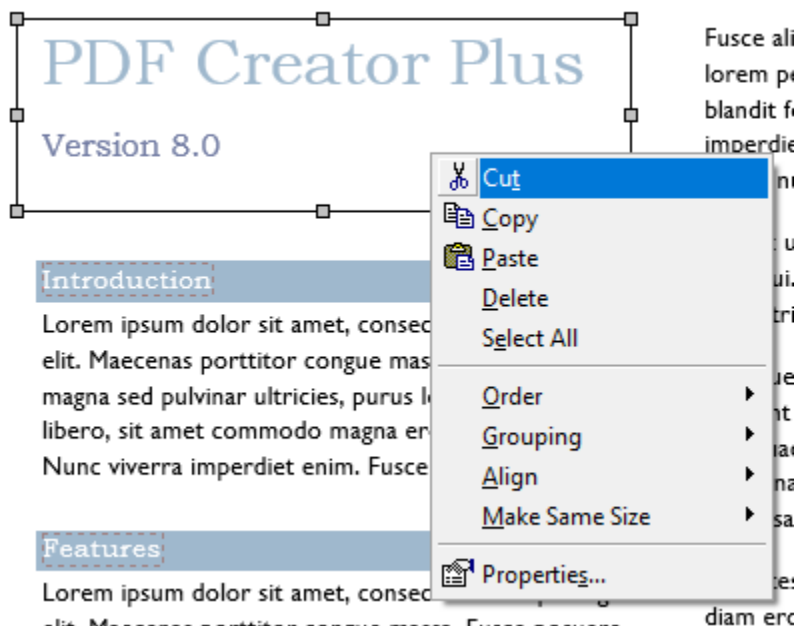 PDF Creator Plus
Version 8.0
Introduction
Lorem ipsum dolor sit amet, consec
elit. Maecenas porttitor congue mas
magna sed pulvinar ultricies, purus l
libero, sit amet commodo magna er
Nunc viverra imperdiet enim. Fusce
Features
Lorem ipsum dolor sit amet, consec
Cut
Copy
Paste
Delete
Select All
Order
Grouping
Align
Make Same Size
Properties...
Fusce ali
lorem pe
blandit f
imperdie
diam ero